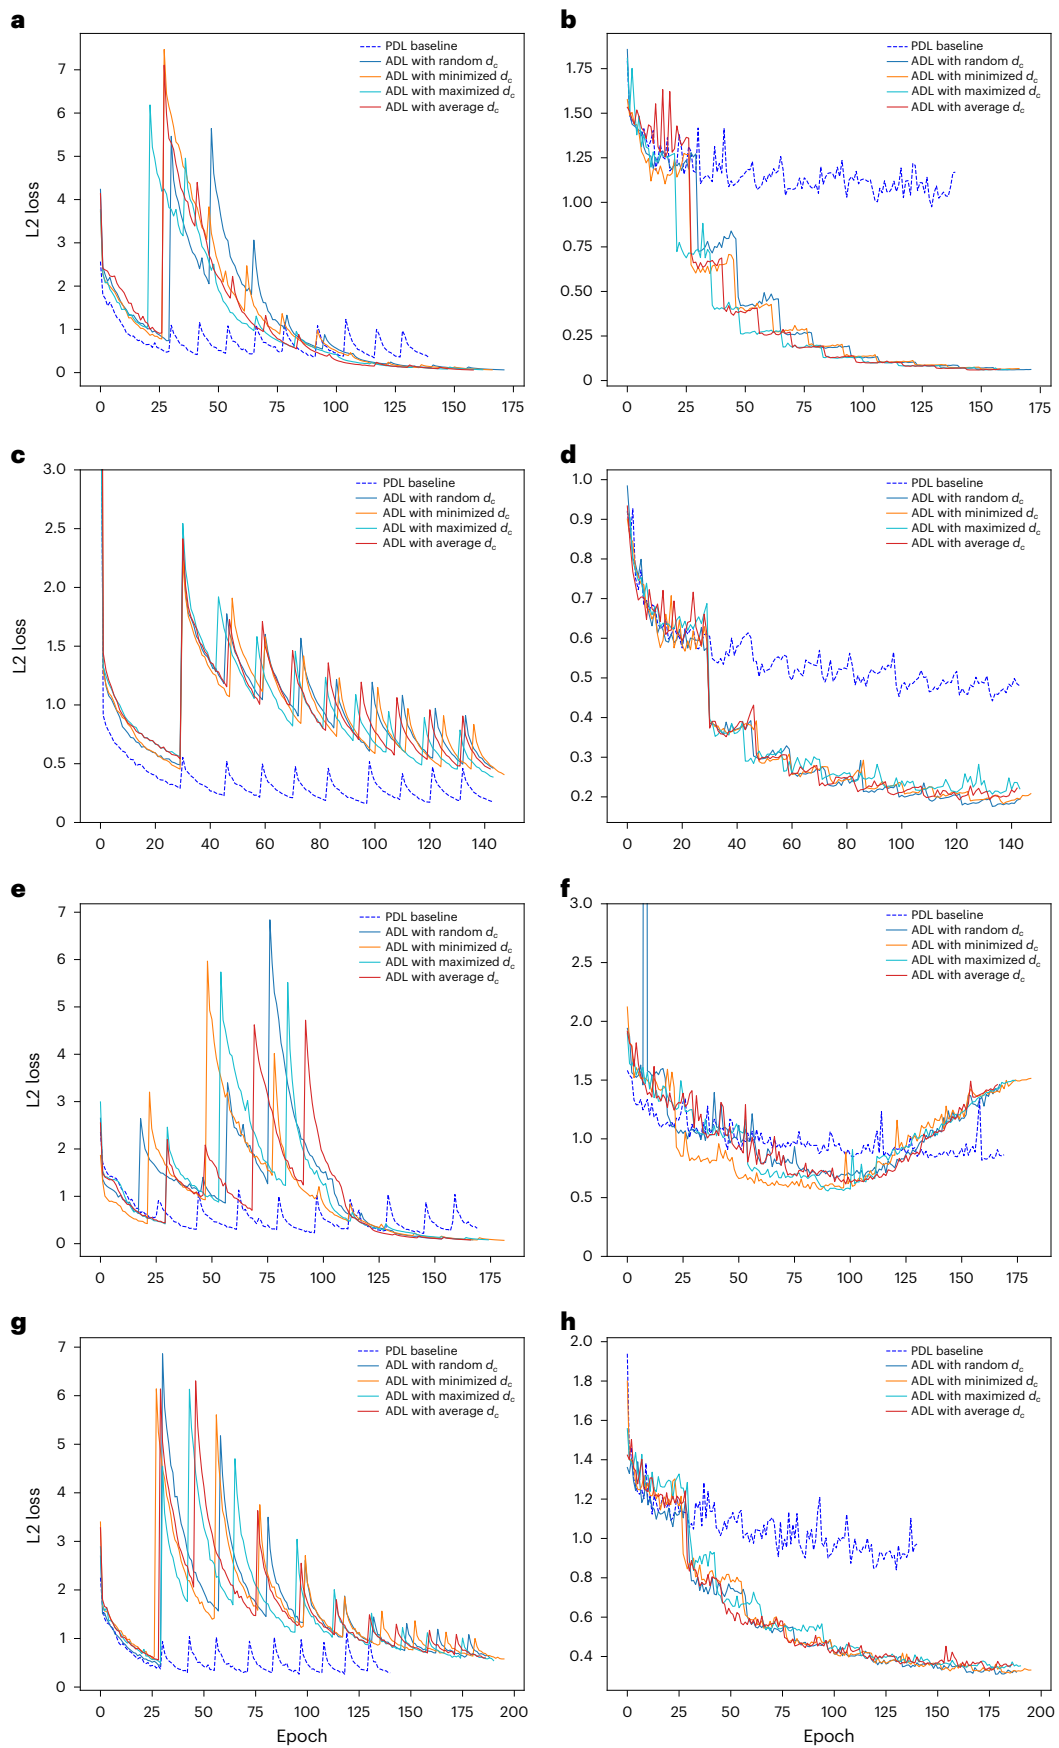 a
L2 loss
7
6
5
4
3
2
1
0
0 25 50 75 100 125 150 175
PDL baseline
ADL with random dc
ADL with minimized dc
ADL with maximized dc
ADL with average dc
b
1.75
1.50
1.25
1.00
0.75
0.50
0.25
0
0 25 50 75 100 125 150 175
PDL baseline
ADL with random dc
ADL with minimized dc
ADL with maximized dc
ADL with average dc
c
L2 loss
3.0
2.5
2.0
1.5
1.0
0.5
0
0 20 40 60 80 100 120 140
PDL baseline
ADL with random dc
ADL with minimized dc
ADL with maximized dc
ADL with average dc
d
1.0
0.9
0.8
0.7
0.6
0.5
0.4
0.3
0.2
0 20 40 60 80 100 120 140
PDL baseline
ADL with random dc
ADL with minimized dc
ADL with maximized dc
ADL with average dc
e
L2 loss
7
6
5
4
3
2
1
0
0 25 50 75 100 125 150 175
PDL baseline
ADL with random dc
ADL with minimized dc
ADL with maximized dc
ADL with average dc
f
3.0
2.5
2.0
1.5
1.0
0.5
0
0 25 50 75 100 125 150 175
PDL baseline
ADL with random dc
ADL with minimized dc
ADL with maximized dc
ADL with average dc
g
L2 loss
7
6
5
4
3
2
1
0
0 25 50 75 100 125 150 175 200
Epoch
PDL baseline
ADL with random dc
ADL with minimized dc
ADL with maximized dc
ADL with average dc
h
2.0
1.8
1.6
1.4
1.2
1.0
0.8
0.6
0.4
0 25 50 75 100 125 150 175 200
Epoch
PDL baseline
ADL with random dc
ADL with minimized dc
ADL with maximized dc
ADL with average dc